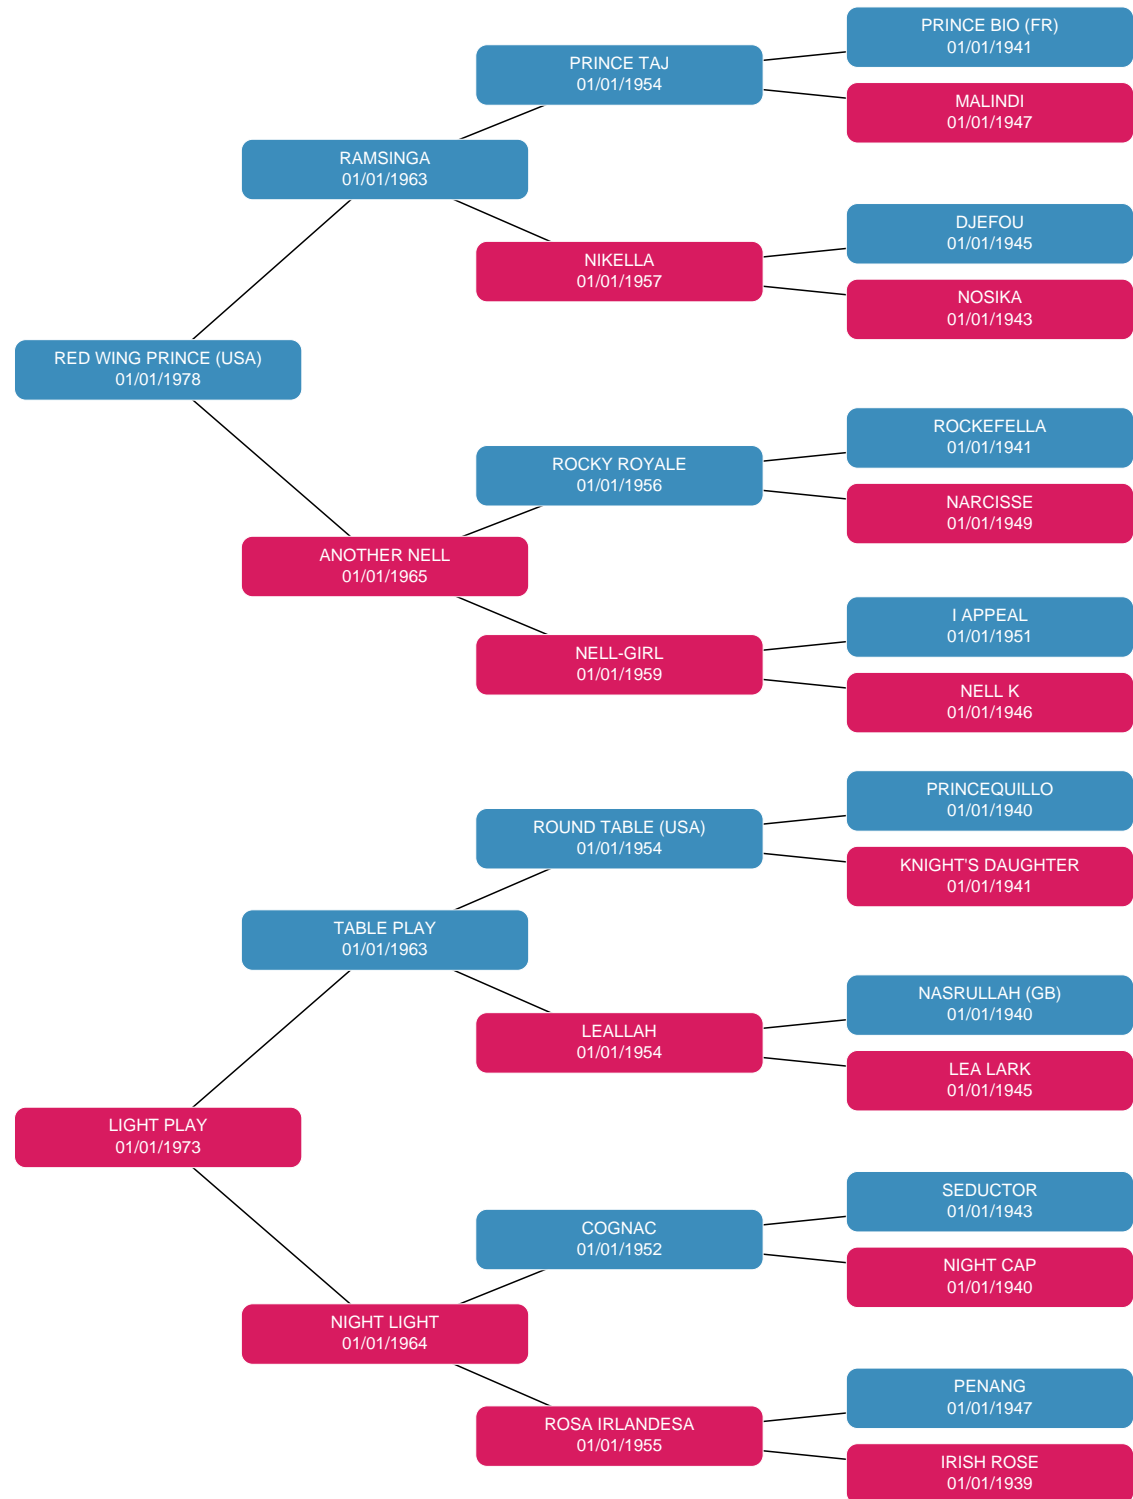 PRINCE BIO (FR)
01/01/1941
PRINCE TAJ
01/01/1954
MALINDI
01/01/1947
RAMSINGA
01/01/1963
DJEFOU
01/01/1945
NIKELLA
01/01/1957
NOSIKA
01/01/1943
RED WING PRINCE (USA)
01/01/1978
ROCKEFELLA
01/01/1941
ROCKY ROYALE
01/01/1956
NARCISSE
01/01/1949
ANOTHER NELL
01/01/1965
I APPEAL
01/01/1951
NELL-GIRL
01/01/1959
NELL K
01/01/1946
PRINCEQUILLO
01/01/1940
ROUND TABLE (USA)
01/01/1954
KNIGHT'S DAUGHTER
01/01/1941
TABLE PLAY
01/01/1963
NASRULLAH (GB)
01/01/1940
LEALLAH
01/01/1954
LEA LARK
01/01/1945
LIGHT PLAY
01/01/1973
SEDUCTOR
01/01/1943
COGNAC
01/01/1952
NIGHT CAP
01/01/1940
NIGHT LIGHT
01/01/1964
PENANG
01/01/1947
ROSA IRLANDESA
01/01/1955
IRISH ROSE
01/01/1939